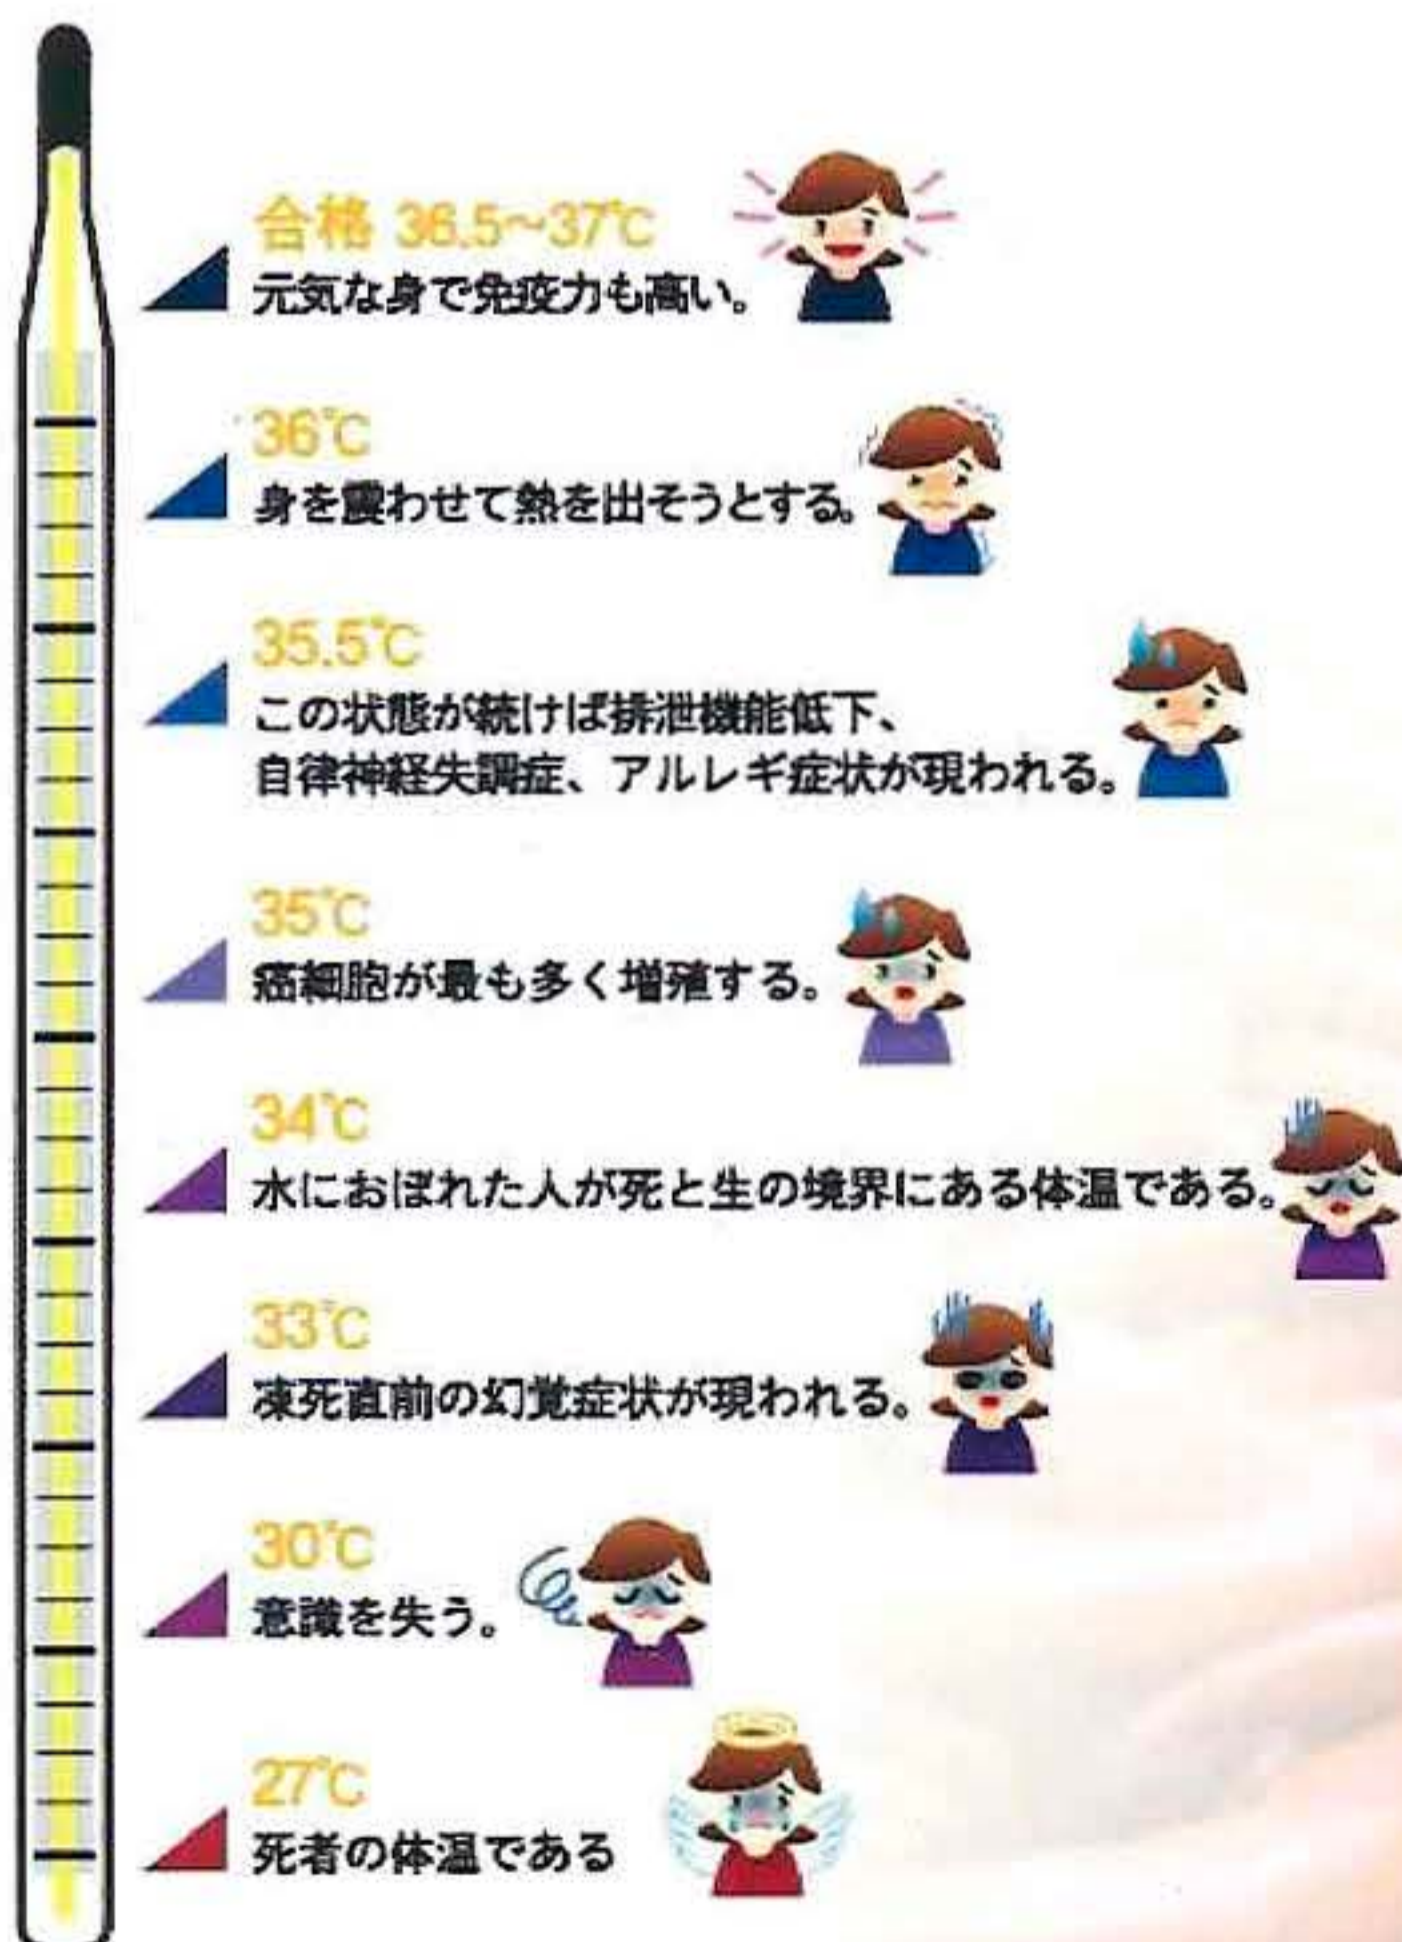 合格 36.5~37℃
元気な身で免疫力も高い。
36℃
身を震わせて熱を出そうとする。
35.5℃
この状態が続けば排泄機能低下、
自律神経失調症、アルレギ症状が現われる。
35℃
癌細胞が最も多く増殖する。
34℃
水におぼれた人が死と生の境界にある体温である。
33℃
凍死直前の幻覚症状が現われる。
30℃
意識を失う。
27℃
死者の体温である